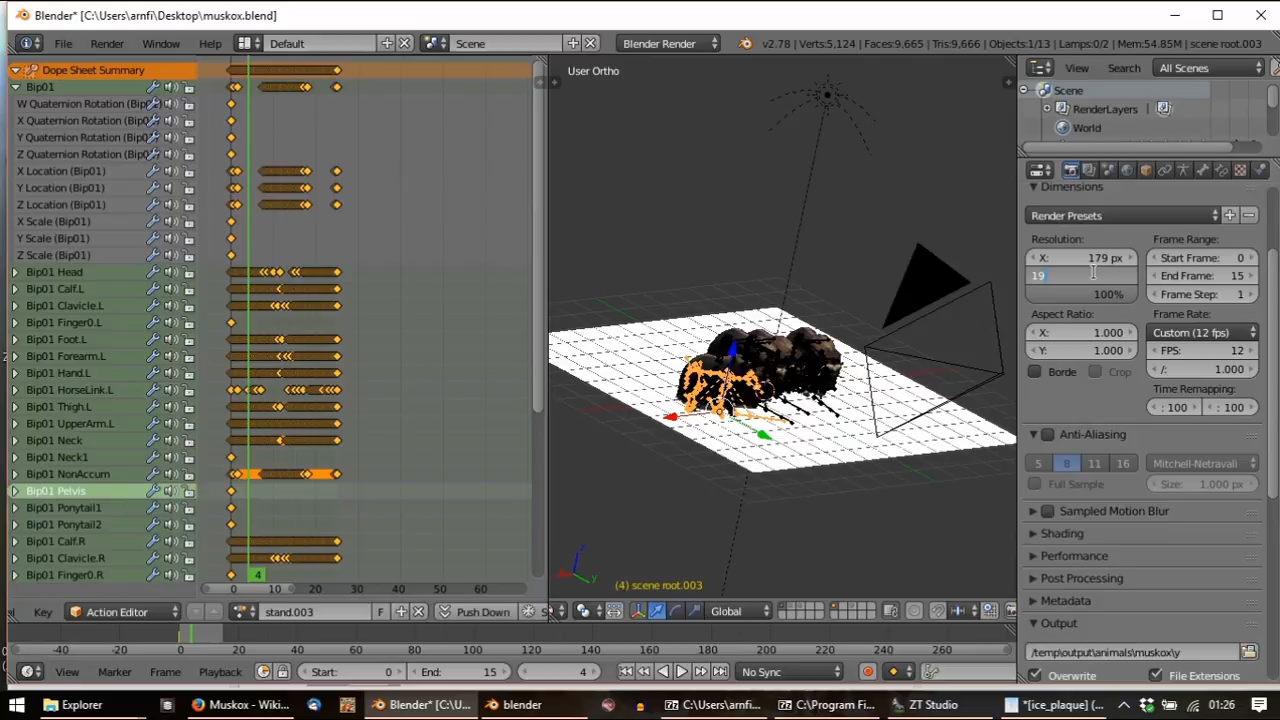 Blender* [C:\Users\arnfi\Desktop\muskox.blend]
File Render Window Help Default Scene Blender Render v2.78 | Verts:5,124 | Faces:9,665 | Tris:9,666 | Objects:1/13 | Lamps:0/2 | Mem:54.85M | scene root.003
Dope Sheet Summary
Bip01
W Quaternion Rotation (Bip
X Quaternion Rotation (Bip0
Y Quaternion Rotation (Bip0
Z Quaternion Rotation (Bip0
X Location (Bip01)
Y Location (Bip01)
Z Location (Bip01)
X Scale (Bip01)
Y Scale (Bip01)
Z Scale (Bip01)
Bip01 Head
Bip01 Calf.L
Bip01 Clavicle.L
Bip01 Finger0.L
Bip01 Foot.L
Bip01 Forearm.L
Bip01 Hand.L
Bip01 HorseLink.L
Bip01 Thigh.L
Bip01 UpperArm.L
Bip01 Neck
Bip01 Neck1
Bip01 NonAccum
Bip01 Pelvis
Bip01 Ponytail1
Bip01 Ponytail2
Bip01 Calf.R
Bip01 Clavicle.R
Bip01 Finger0.R
4
0 10 20 30 40 50 60
Key Action Editor stand.003 F Push Down
User Ortho
z
y
(4) scene root.003
Global
-40 -20 0 20 40 60 80 100 120 140 160 180 200 220 240 260
View Marker Frame Playback Start: 0 End: 15 4 No Sync
View Search All Scenes
Scene
RenderLayers
World
Dimensions
Render Presets
Resolution: Frame Range:
X: 179 px Start Frame: 0
19 End Frame: 15
100% Frame Step: 1
Aspect Ratio: Frame Rate:
X: 1.000 Custom (12 fps)
Y: 1.000 FPS: 12
Borde Crop /: 1.000
Time Remapping:
: 100 : 100
Anti-Aliasing
5 8 11 16 Mitchell-Netravali
Full Sample Size: 1.000 px
Sampled Motion Blur
Shading
Performance
Post Processing
Metadata
Output
/temp\output\animals\muskox\y
Overwrite File Extensions
Explorer Muskox - Wiki... Blender* [C:\U... blender C:\Users\arnfi... C:\Program Fi... ZT Studio *[ice_plaque] (... 01:26